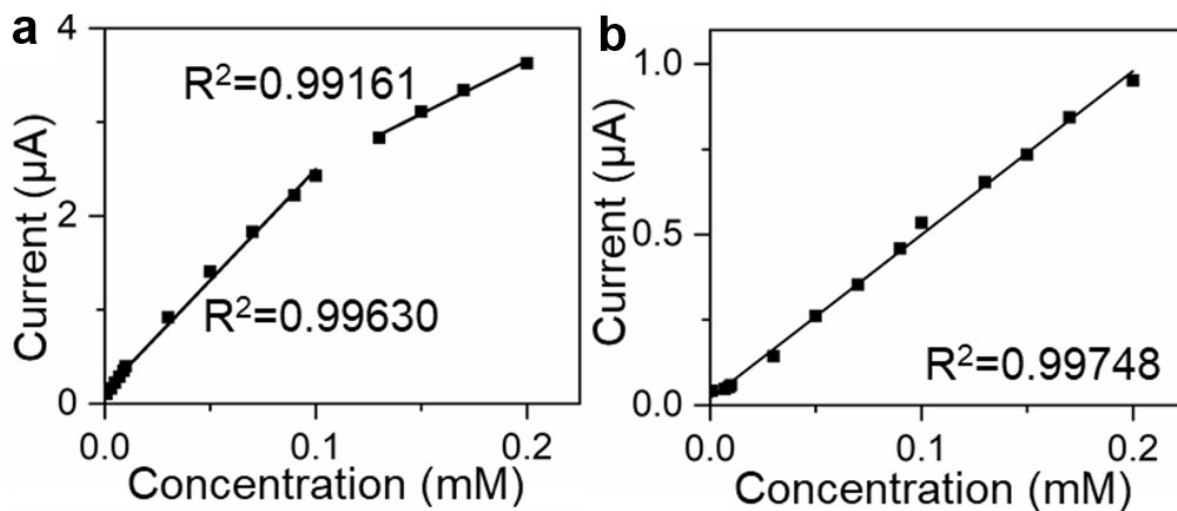 a
4
R²=0.99161
2
R²=0.99630
0
0.0
0.1
0.2
Current (µA)
Concentration (mM)
b
1.0
0.5
R²=0.99748
0.0
0.0
0.1
0.2
Current (µA)
Concentration (mM)